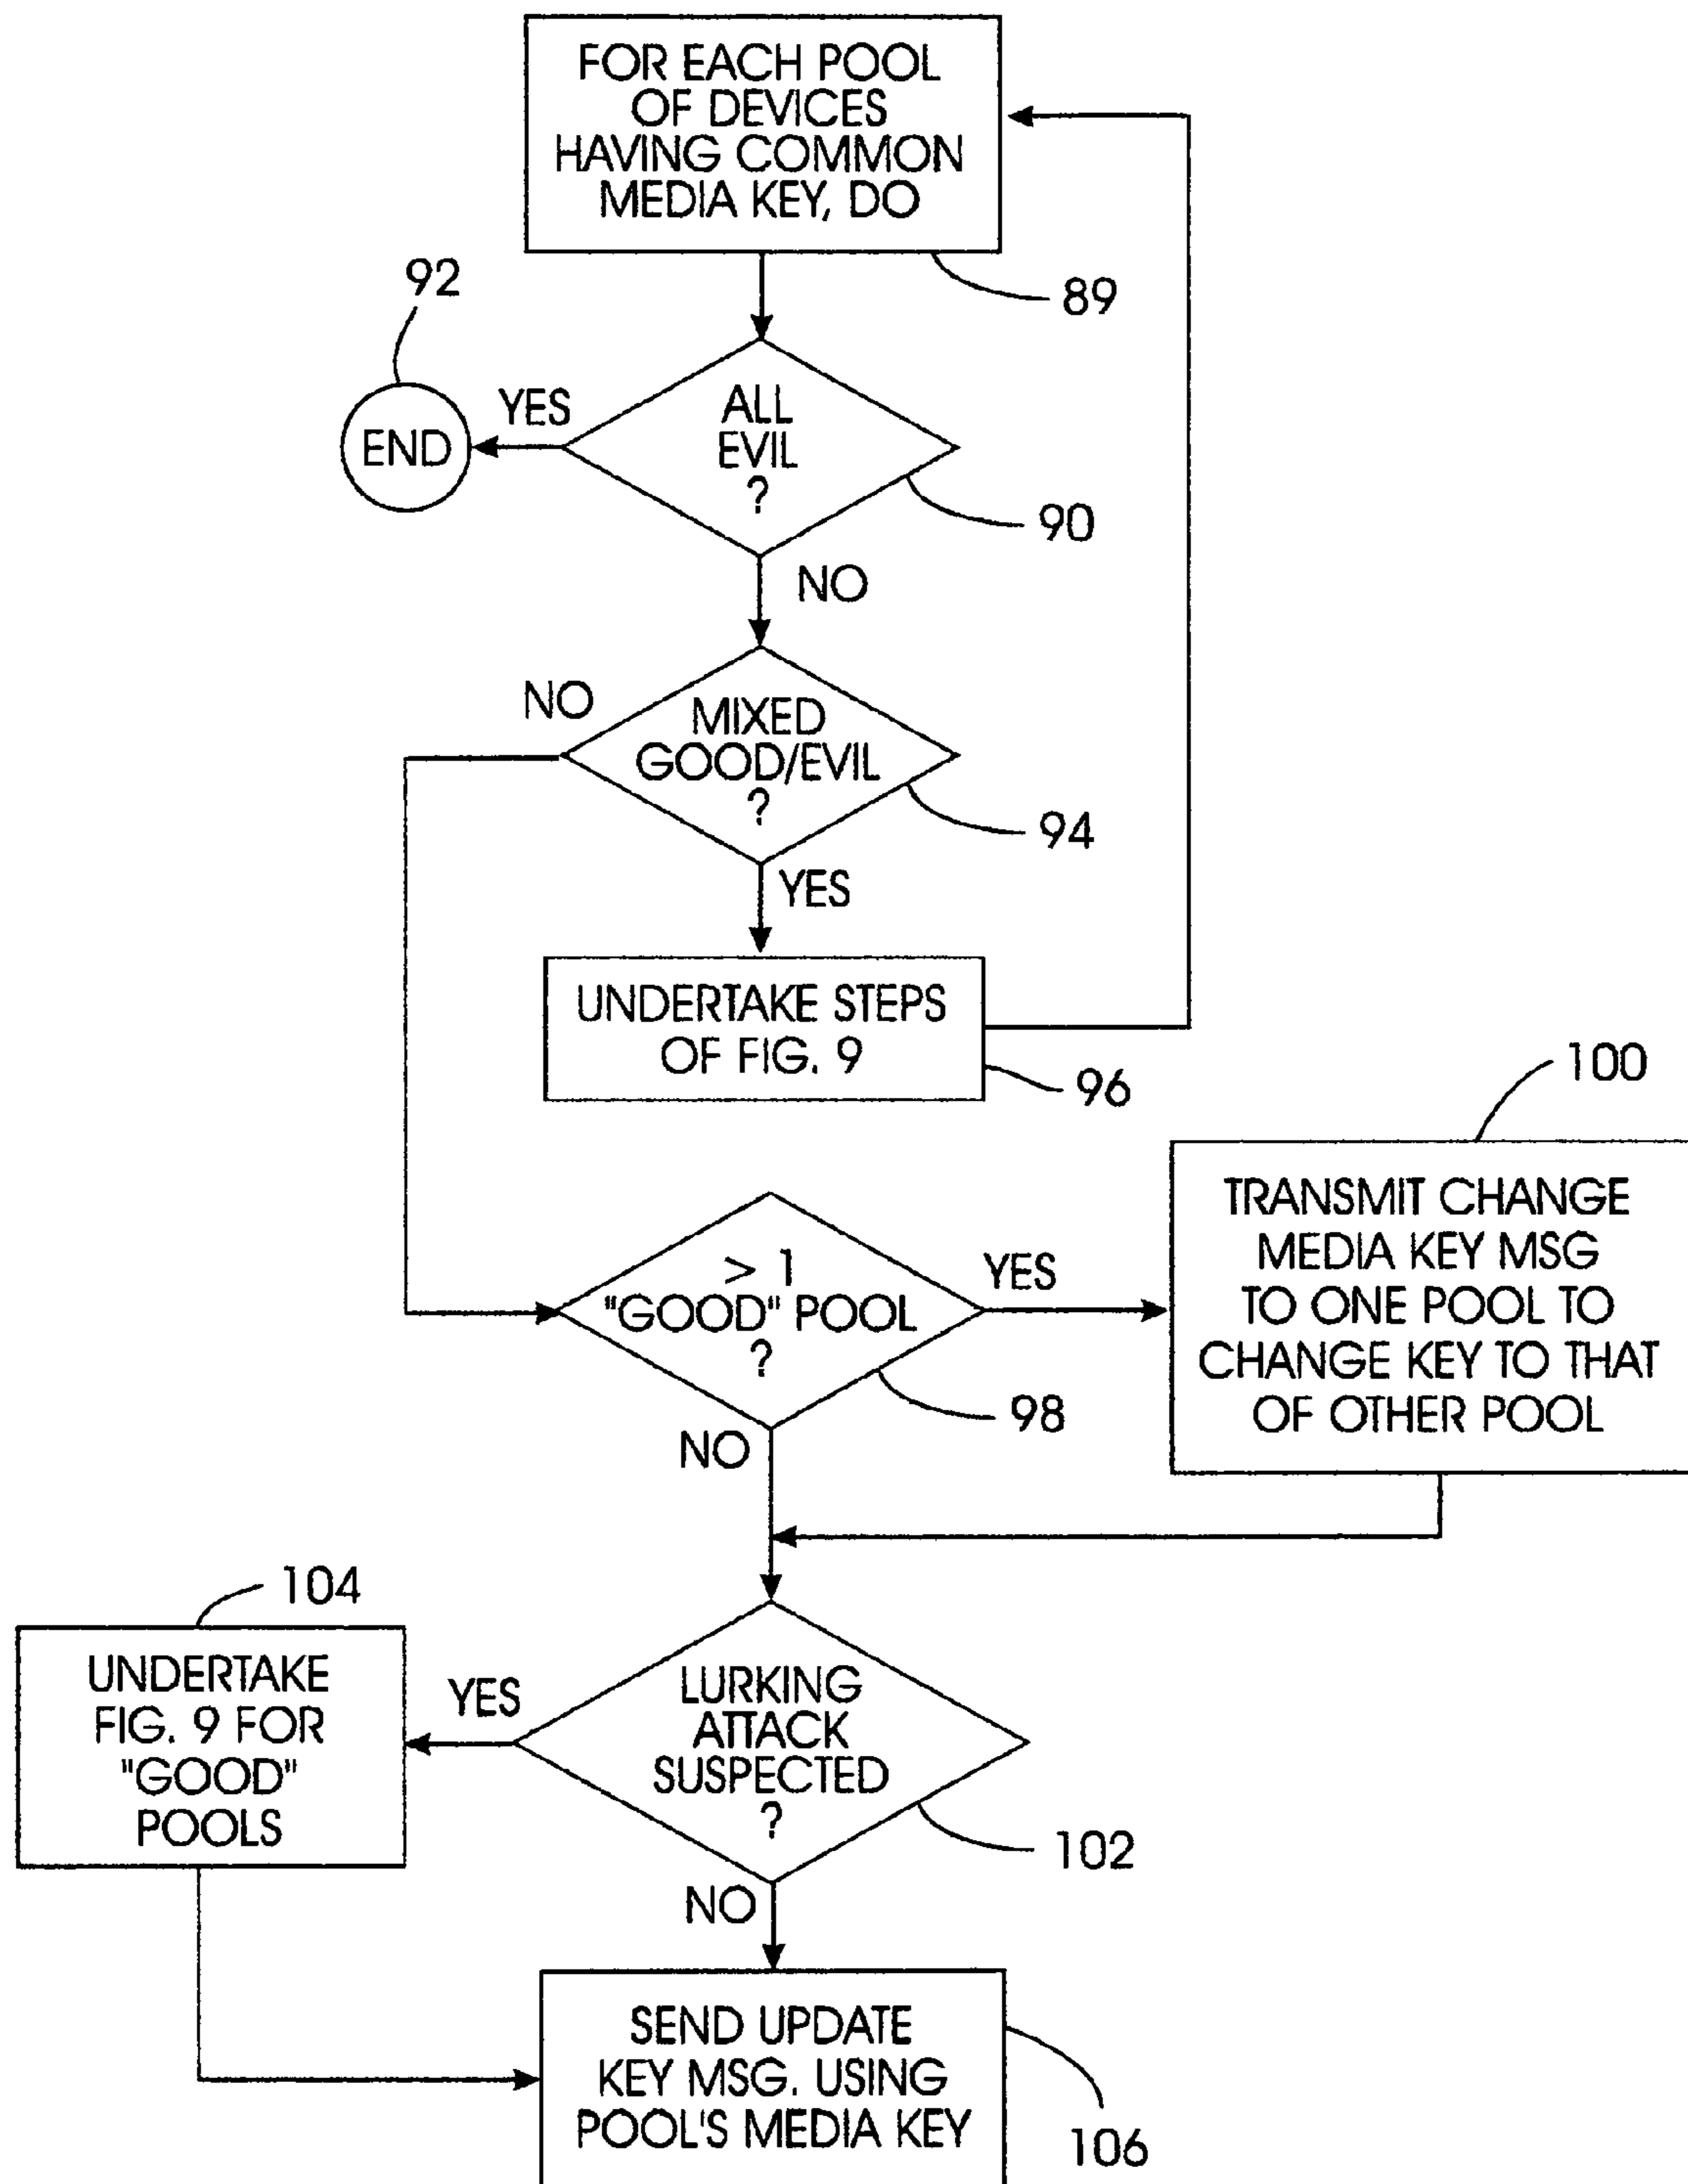 FOR EACH POOL
OF DEVICES
HAVING COMMON
MEDIA KEY, DO
89
92
END
YES
ALL
EVIL
?
90
NO
NO
MIXED
GOOD/EVIL
?
94
YES
UNDERTAKE STEPS
OF FIG. 9
96
100
TRANSMIT CHANGE
MEDIA KEY MSG
TO ONE POOL TO
CHANGE KEY TO THAT
OF OTHER POOL
> 1
"GOOD" POOL
?
YES
98
NO
104
UNDERTAKE
FIG. 9 FOR
"GOOD"
POOLS
YES
LURKING
ATTACK
SUSPECTED
?
102
NO
SEND UPDATE
KEY MSG. USING
POOL'S MEDIA KEY
106